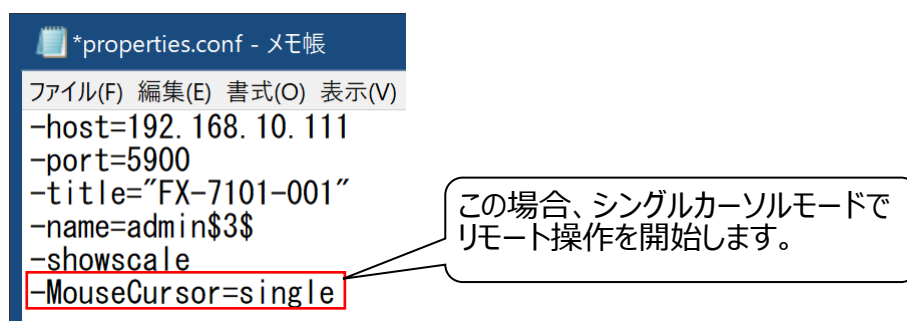 *properties.conf - メモ帳
ファイル(F) 編集(E) 書式(O) 表示(V)
-host=192.168.10.111
-port=5900
-title="FX-7101-001"
-name=admin$3$
-showscale
-MouseCursor=single
この場合、シングルカーソルモードで
リモート操作を開始します。